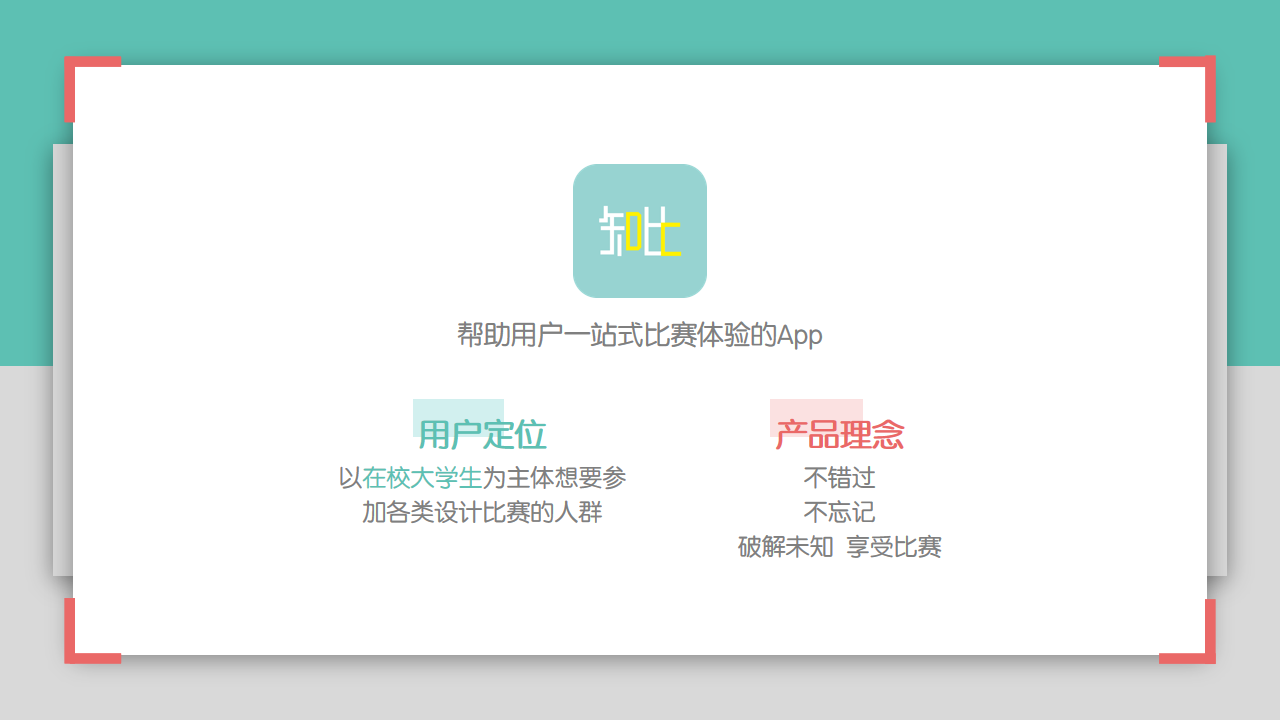 知比
帮助用户一站式比赛体验的App
用户定位
以在校大学生为主体想要参
加各类设计比赛的人群
产品理念
不错过
不忘记
破解未知 享受比赛